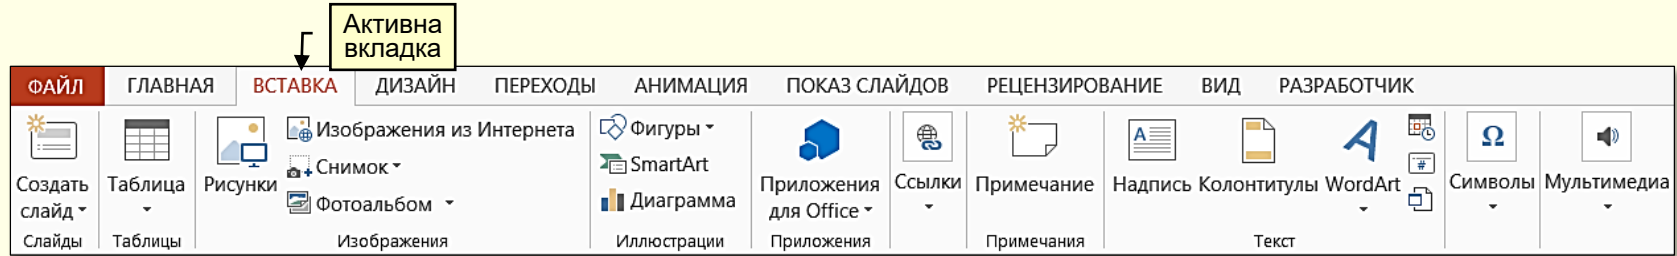 Активна
вкладка
ФАЙЛ ГЛАВНАЯ ВСТАВКА ДИЗАЙН ПЕРЕХОДЫ АНИМАЦИЯ ПОКАЗ СЛАЙДОВ РЕЦЕНЗИРОВАНИЕ ВИД РАЗРАБОТЧИК
Создать
слайд
Слайды
Таблица
Таблицы
Рисунки
Изображения из Интернета
Снимок
Фотоальбом
Изображения
Фигуры
SmartArt
Диаграмма
Иллюстрации
Приложения
для Office
Приложения
Ссылки
Примечание
Примечания
Надпись Колонтитулы WordArt
Текст
Символы
Мультимедиа